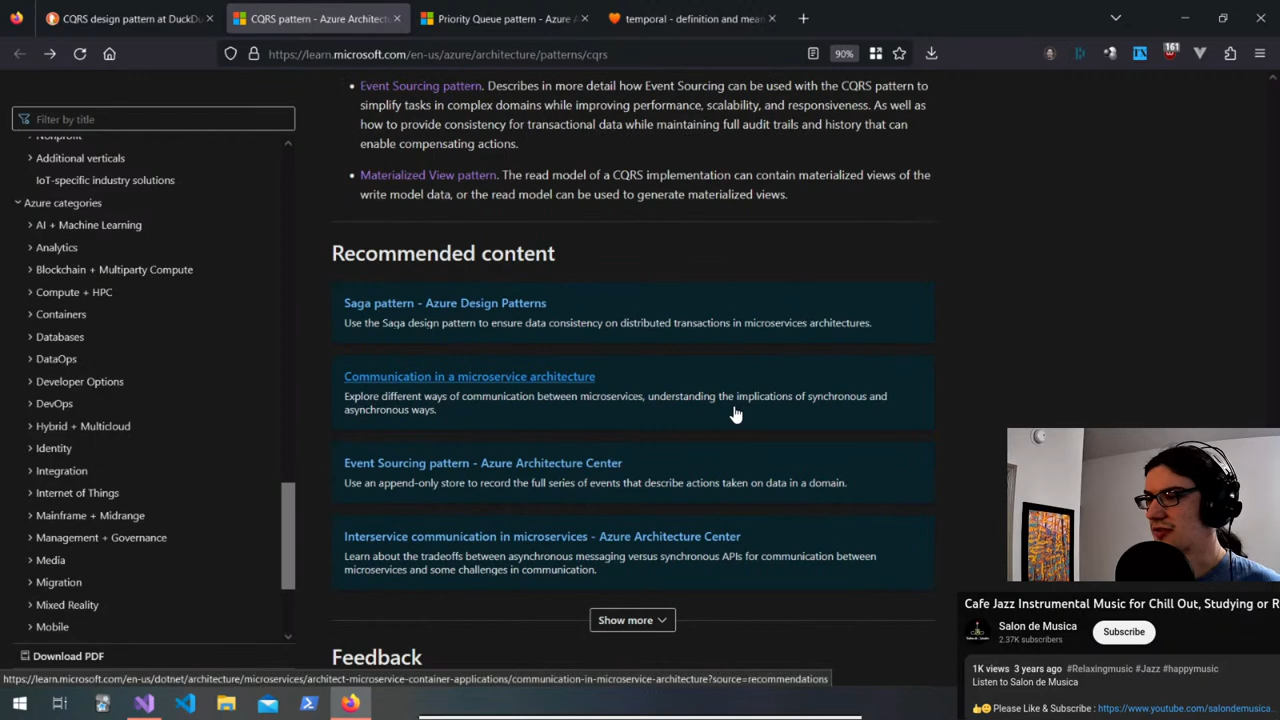 CQRS design pattern at DuckDu
CQRS pattern - Azure Architect
Priority Queue pattern - Azure
temporal - definition and mean
https://learn.microsoft.com/en-us/azure/architecture/patterns/cqrs
90%
161
Filter by title
Nonprofit
Additional verticals
IoT-specific industry solutions
Azure categories
AI + Machine Learning
Analytics
Blockchain + Multiparty Compute
Compute + HPC
Containers
Databases
DataOps
Developer Options
DevOps
Hybrid + Multicloud
Identity
Integration
Internet of Things
Mainframe + Midrange
Management + Governance
Media
Migration
Mixed Reality
Mobile
Download PDF
• Event Sourcing pattern. Describes in more detail how Event Sourcing can be used with the CQRS pattern to
simplify tasks in complex domains while improving performance, scalability, and responsiveness. As well as
how to provide consistency for transactional data while maintaining full audit trails and history that can
enable compensating actions.
• Materialized View pattern. The read model of a CQRS implementation can contain materialized views of the
write model data, or the read model can be used to generate materialized views.
Recommended content
Saga pattern - Azure Design Patterns
Use the Saga design pattern to ensure data consistency on distributed transactions in microservices architectures.
Communication in a microservice architecture
Explore different ways of communication between microservices, understanding the implications of synchronous and
asynchronous ways.
Event Sourcing pattern - Azure Architecture Center
Use an append-only store to record the full series of events that describe actions taken on data in a domain.
Interservice communication in microservices - Azure Architecture Center
Learn about the tradeoffs between asynchronous messaging versus synchronous APIs for communication between
microservices and some challenges in communication.
Show more
Feedback
https://learn.microsoft.com/en-us/dotnet/architecture/microservices/architect-microservice-container-applications/communication-in-microservice-architecture?source=recommendations
Cafe Jazz Instrumental Music for Chill Out, Studying or R
Salon de Musica
2.37K subscribers
Subscribe
1K views 3 years ago #Relaxingmusic #Jazz #happymusic
Listen to Salon de Musica
Please Like & Subscribe : https://www.youtube.com/salondemusica...